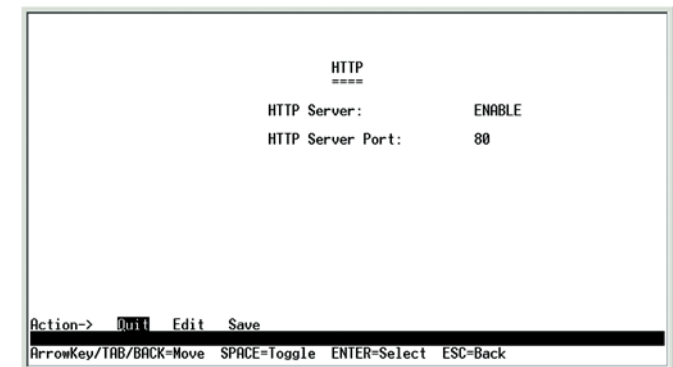 HTTP
====
HTTP Server: ENABLE
HTTP Server Port: 80
Action-> Quit Edit Save
ArrowKey/TAB/BACK=Move SPACE=Toggle ENTER=Select ESC=Back